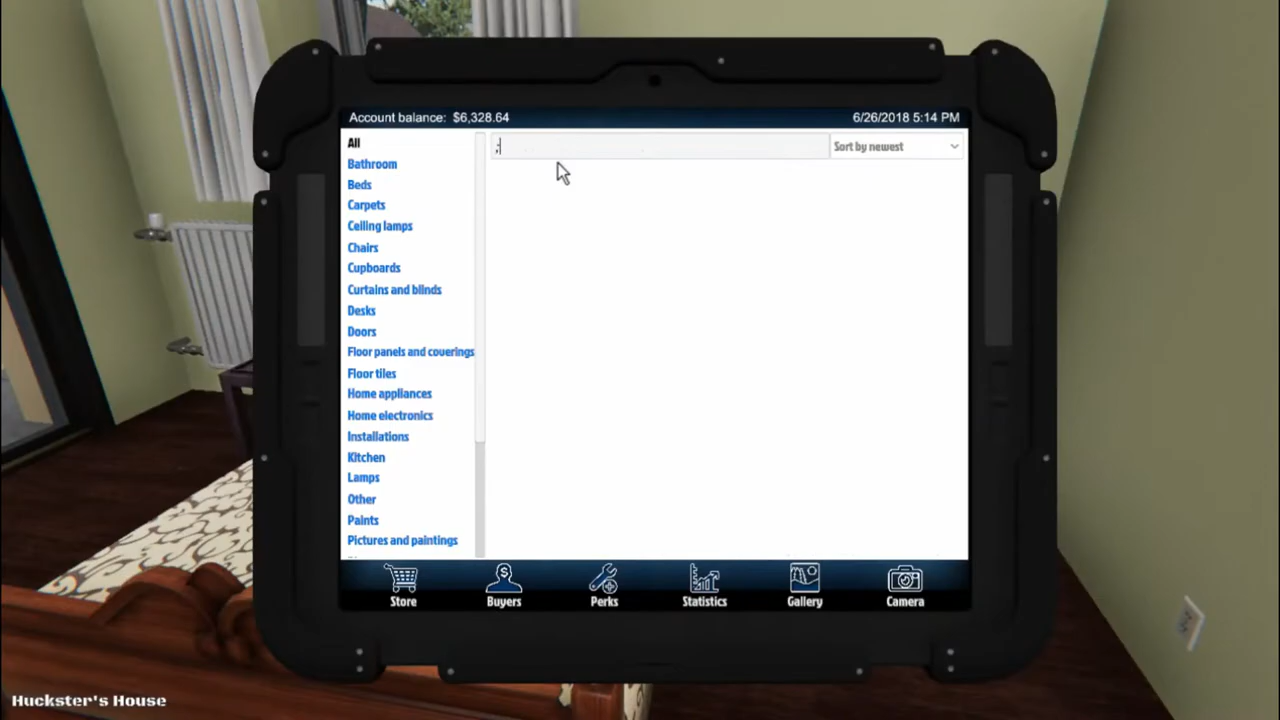 Account balance: $6,328.64
6/26/2018 5:14 PM
All
Bathroom
Beds
Carpets
Ceiling lamps
Chairs
Cupboards
Curtains and blinds
Desks
Doors
Floor panels and coverings
Floor tiles
Home appliances
Home electronics
Installations
Kitchen
Lamps
Other
Paints
Pictures and paintings
Sort by newest
Store
Buyers
Perks
Statistics
Gallery
Camera
Huckster's House